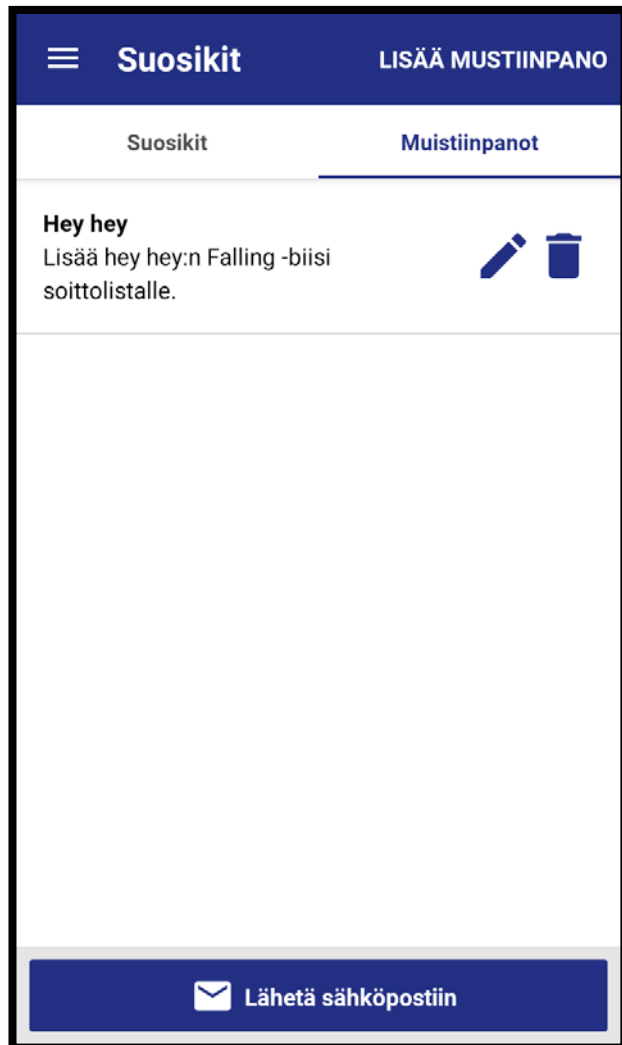 Suosikit LISÄÄ MUSTIINPANO
Suosikit Muistiinpanot
Hey hey
Lisää hey hey:n Falling -biisi
soittolistalle.
Lähetä sähköpostiin